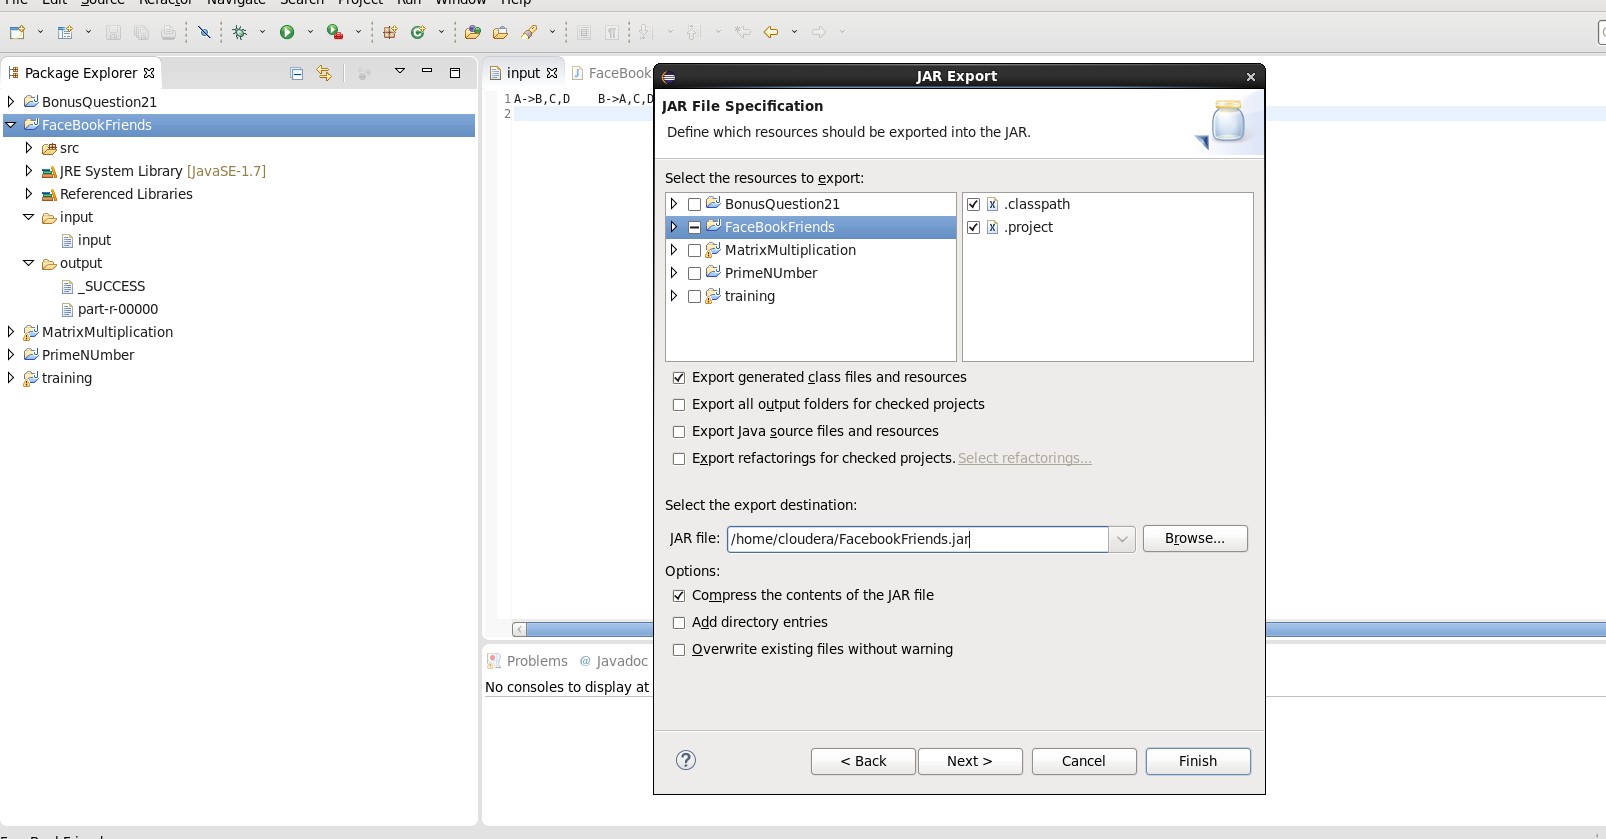 File Edit Source Refactor Navigate Search Project Run Window Help
Package Explorer
BonusQuestion21
FaceBookFriends
src
JRE System Library [JavaSE-1.7]
Referenced Libraries
input
input
output
_SUCCESS
part-r-00000
MatrixMultiplication
PrimeNUmber
training
input
FaceBook
1 A->B,C,D B->A,C,D
2
Problems @ Javadoc
No consoles to display at
JAR Export
JAR File Specification
Define which resources should be exported into the JAR.
Select the resources to export:
BonusQuestion21
FaceBookFriends
MatrixMultiplication
PrimeNUmber
training
.classpath
.project
Export generated class files and resources
Export all output folders for checked projects
Export Java source files and resources
Export refactorings for checked projects. Select refactorings...
Select the export destination:
JAR file: /home/cloudera/FacebookFriends.jar Browse...
Options:
Compress the contents of the JAR file
Add directory entries
Overwrite existing files without warning
? < Back Next > Cancel Finish